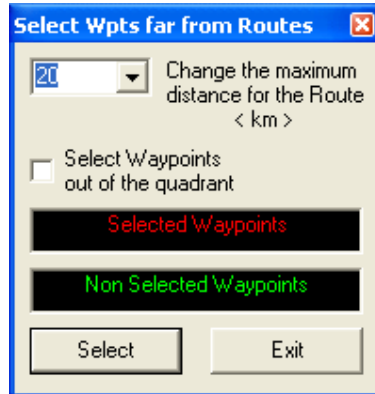 Select Wpts far from Routes
20
Change the maximum
distance for the Route
< km >
Select Waypoints
out of the quadrant
Selected Waypoints
Non Selected Waypoints
Select
Exit